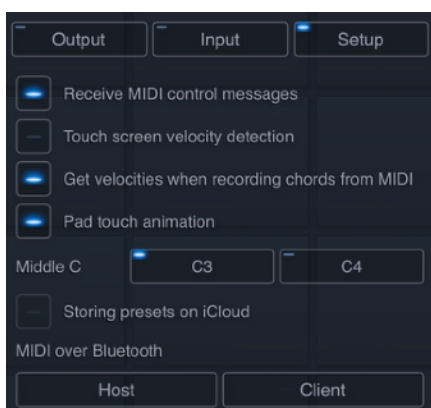 Output Input Setup
Receive MIDI control messages
Touch screen velocity detection
Get velocities when recording chords from MIDI
Pad touch animation
Middle C C3 C4
Storing presets on iCloud
MIDI over Bluetooth
Host Client